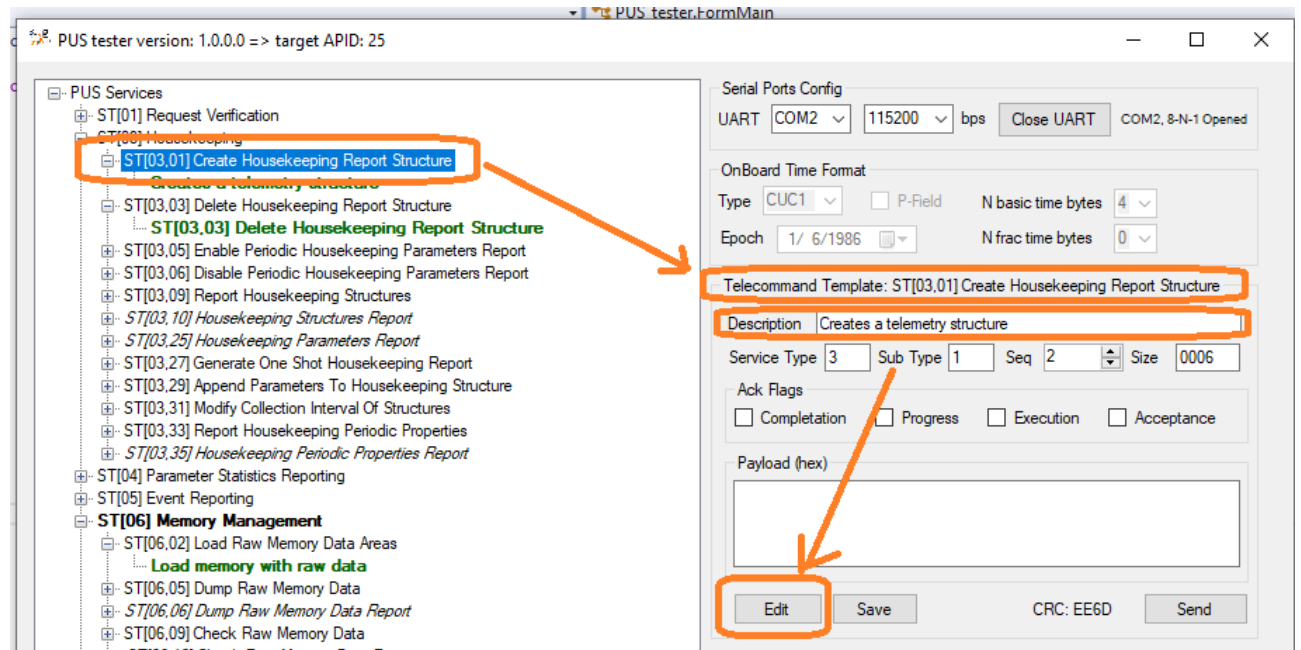 PUS tester.FormMain
PUS tester version: 1.0.0.0 => target APID: 25
PUS Services
ST[01] Request Verification
ST[03] Housekeeping
ST[03,01] Create Housekeeping Report Structure
Creates a telemetry structure
ST[03,03] Delete Housekeeping Report Structure
ST[03,03] Delete Housekeeping Report Structure
ST[03,05] Enable Periodic Housekeeping Parameters Report
ST[03,06] Disable Periodic Housekeeping Parameters Report
ST[03,09] Report Housekeeping Structures
ST[03,10] Housekeeping Structures Report
ST[03,25] Housekeeping Parameters Report
ST[03,27] Generate One Shot Housekeeping Report
ST[03,29] Append Parameters To Housekeeping Structure
ST[03,31] Modify Collection Interval Of Structures
ST[03,33] Report Housekeeping Periodic Properties
ST[03,35] Housekeeping Periodic Properties Report
ST[04] Parameter Statistics Reporting
ST[05] Event Reporting
ST[06] Memory Management
ST[06,02] Load Raw Memory Data Areas
Load memory with raw data
ST[06,05] Dump Raw Memory Data
ST[06,06] Dump Raw Memory Data Report
ST[06,09] Check Raw Memory Data
Serial Ports Config
UART COM2 115200 bps Close UART COM2, 8-N-1 Opened
OnBoard Time Format
Type CUC1 P-Field N basic time bytes 4
Epoch 1/ 6/1986 N frac time bytes 0
Telecommand Template: ST[03,01] Create Housekeeping Report Structure
Description Creates a telemetry structure
Service Type 3 Sub Type 1 Seq 2 Size 0006
Ack Flags
Completation Progress Execution Acceptance
Payload (hex)
Edit Save CRC: EE6D Send